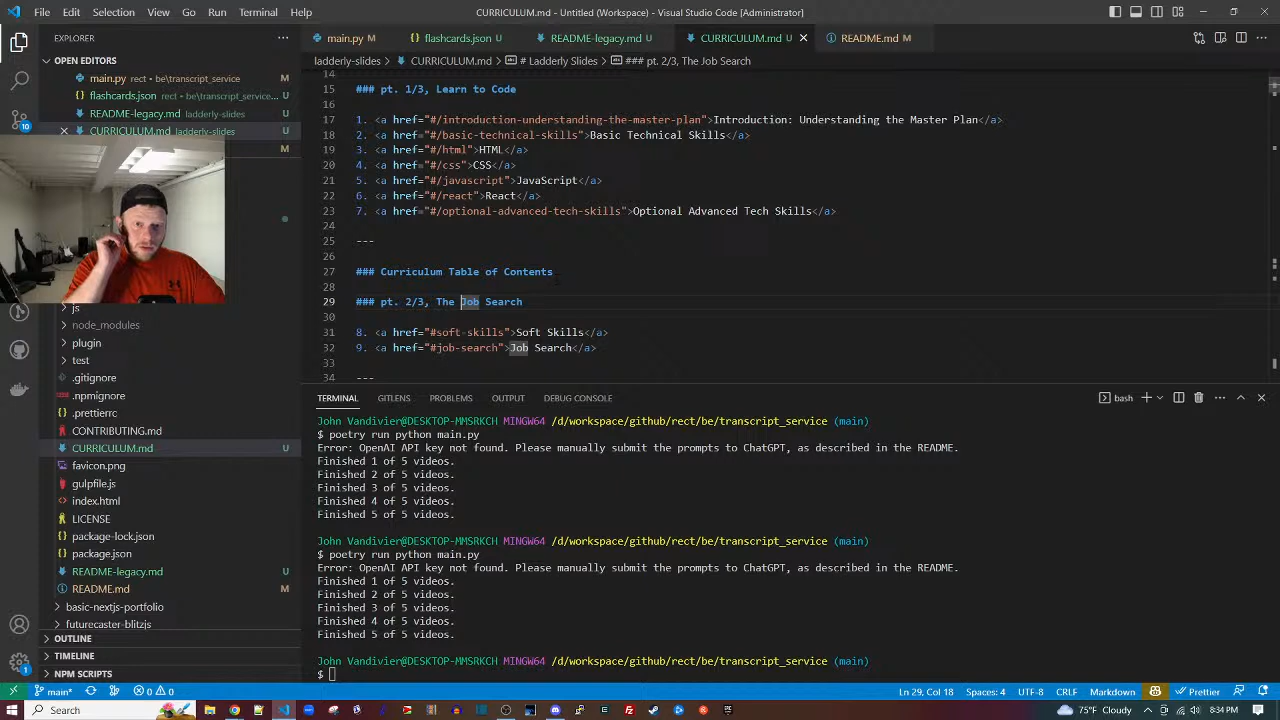 File Edit Selection View Go Run Terminal Help
CURRICULUM.md - Untitled (Workspace) - Visual Studio Code [Administrator]
EXPLORER
main.py M
flashcards.json U
README-legacy.md U
CURRICULUM.md U
README.md M
OPEN EDITORS
ladderly-slides > CURRICULUM.md > # Ladderly Slides > ### pt. 2/3, The Job Search
main.py rect • be\transcript_service M
flashcards.json rect • be\transcript_service... U
README-legacy.md ladderly-slides U
CURRICULUM.md ladderly-slides U
M
10
14
15 ### pt. 1/3, Learn to Code
16
17 1. <a href="#/introduction-understanding-the-master-plan">Introduction: Understanding the Master Plan</a>
18 2. <a href="#/basic-technical-skills">Basic Technical Skills</a>
19 3. <a href="#/html">HTML</a>
20 4. <a href="#/css">CSS</a>
21 5. <a href="#/javascript">JavaScript</a>
22 6. <a href="#/react">React</a>
23 7. <a href="#/optional-advanced-tech-skills">Optional Advanced Tech Skills</a>
24
25 ---
26
27 ### Curriculum Table of Contents
28
29 ### pt. 2/3, The Job Search
30
31 8. <a href="#soft-skills">Soft Skills</a>
32 9. <a href="#job-search">Job Search</a>
33
34 ---
js
node_modules
plugin
test
.gitignore
.npmignore
.prettierrc
CONTRIBUTING.md
CURRICULUM.md U
favicon.png
gulpfile.js
index.html
LICENSE
package-lock.json
package.json
README-legacy.md U
README.md M
basic-nextjs-portfolio
futurecaster-blitzjs
OUTLINE
TIMELINE
NPM SCRIPTS
TERMINAL GITLENS PROBLEMS OUTPUT DEBUG CONSOLE
bash
John Vandivier@DESKTOP-MMSRKCH MINGW64 /d/workspace/github/rect/be/transcript_service (main)
$ poetry run python main.py
Error: OpenAI API key not found. Please manually submit the prompts to ChatGPT, as described in the README.
Finished 1 of 5 videos.
Finished 2 of 5 videos.
Finished 3 of 5 videos.
Finished 4 of 5 videos.
Finished 5 of 5 videos.
John Vandivier@DESKTOP-MMSRKCH MINGW64 /d/workspace/github/rect/be/transcript_service (main)
$ poetry run python main.py
Error: OpenAI API key not found. Please manually submit the prompts to ChatGPT, as described in the README.
Finished 1 of 5 videos.
Finished 2 of 5 videos.
Finished 3 of 5 videos.
Finished 4 of 5 videos.
Finished 5 of 5 videos.
John Vandivier@DESKTOP-MMSRKCH MINGW64 /d/workspace/github/rect/be/transcript_service (main)
$
1
main* 0 0 Ln 29, Col 18 Spaces: 4 UTF-8 CRLF Markdown Prettier
Search
75°F Cloudy 8:34 PM